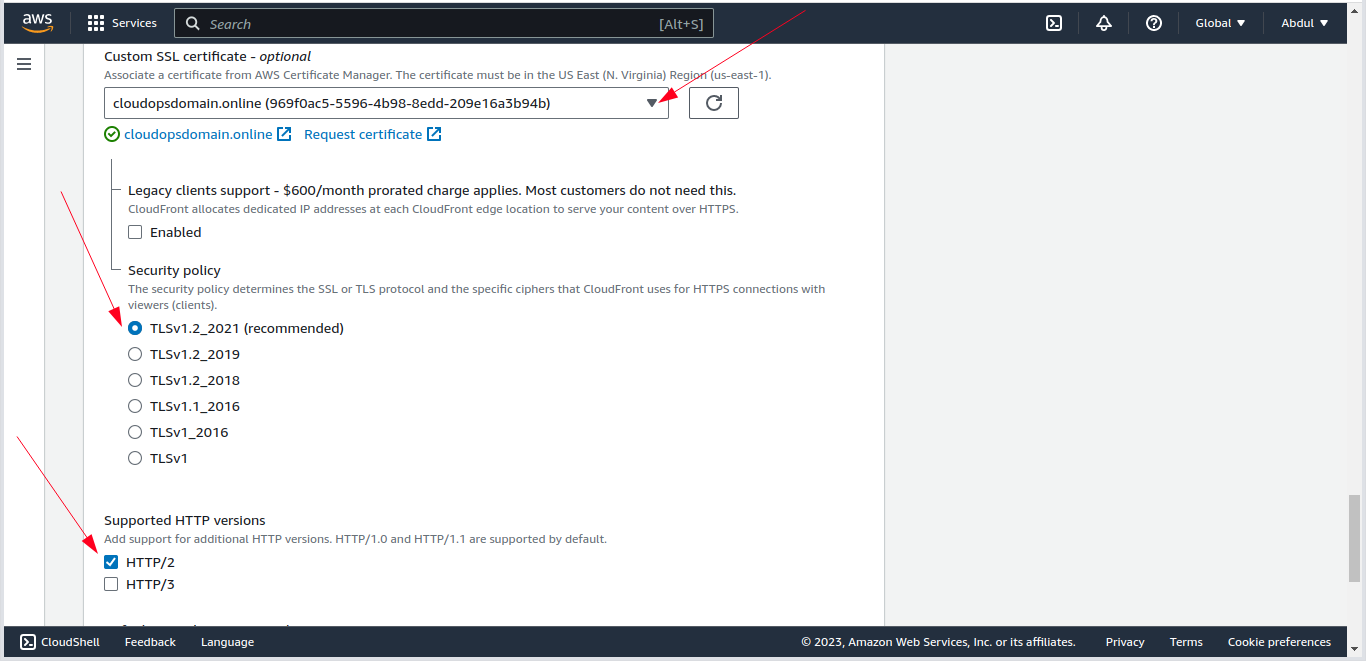 aws
Services
Search
[Alt+S]
Global
Abdul
Custom SSL certificate - optional
Associate a certificate from AWS Certificate Manager. The certificate must be in the US East (N. Virginia) Region (us-east-1).
cloudopsdomain.online (969f0ac5-5596-4b98-8edd-209e16a3b94b)
cloudopsdomain.online
Request certificate
Legacy clients support - $600/month prorated charge applies. Most customers do not need this.
CloudFront allocates dedicated IP addresses at each CloudFront edge location to serve your content over HTTPS.
Enabled
Security policy
The security policy determines the SSL or TLS protocol and the specific ciphers that CloudFront uses for HTTPS connections with
viewers (clients).
TLSv1.2_2021 (recommended)
TLSv1.2_2019
TLSv1.2_2018
TLSv1.1_2016
TLSv1_2016
TLSv1
Supported HTTP versions
Add support for additional HTTP versions. HTTP/1.0 and HTTP/1.1 are supported by default.
HTTP/2
HTTP/3
CloudShell
Feedback
Language
© 2023, Amazon Web Services, Inc. or its affiliates.
Privacy
Terms
Cookie preferences